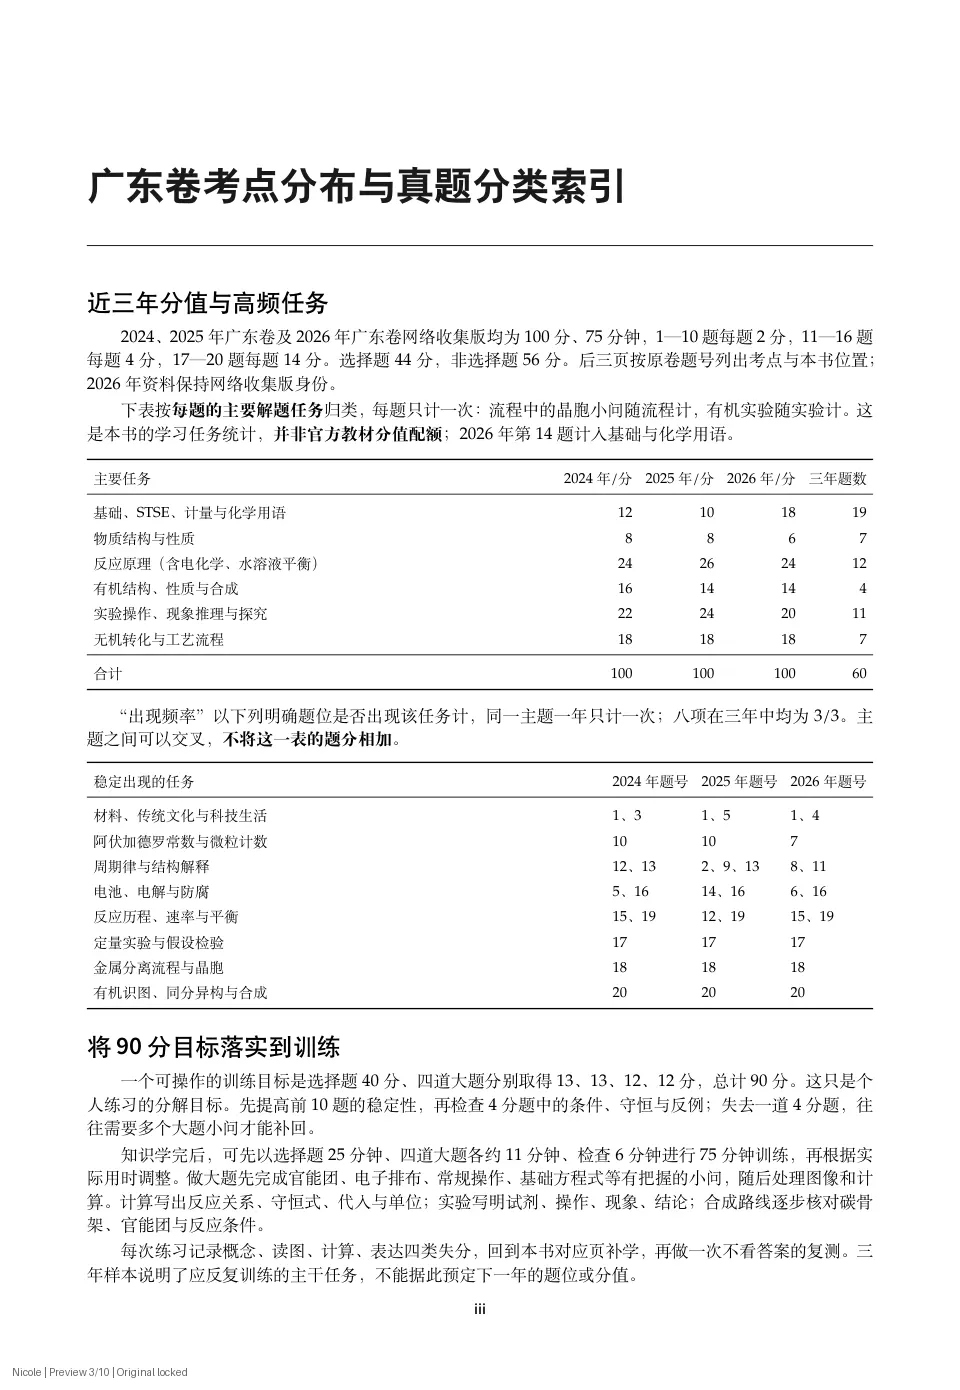 广东卷考点分布与真题分类索引
近三年分值与高频任务
2024、2025 年广东卷及 2026 年广东卷网络收集版均为 100 分、75 分钟，1—10 题每题 2 分，11—16 题
每题 4 分，17—20 题每题 14 分。选择题 44 分，非选择题 56 分。后三页按原卷题号列出考点与本书位置；
2026 年资料保持网络收集版身份。
下表按每题的主要解题任务归类，每题只计一次：流程中的晶胞小问随流程计，有机实验随实验计。这
是本书的学习任务统计，并非官方教材分值配额；2026 年第 14 题计入基础与化学用语。
主要任务 2024 年/分 2025 年/分 2026 年/分 三年题数
基础、STSE、计量与化学用语 12 10 18 19
物质结构与性质 8 8 6 7
反应原理（含电化学、水溶液平衡） 24 26 24 12
有机结构、性质与合成 16 14 14 4
实验操作、现象推理与探究 22 24 20 11
无机转化与工艺流程 18 18 18 7
合计 100 100 100 60
“出现频率”以下列明确题位是否出现该任务计，同一主题一年只计一次；八项在三年中均为 3/3。主
题之间可以交叉，不将这一表的题分相加。
稳定出现的任务 2024 年题号 2025 年题号 2026 年题号
材料、传统文化与科技生活 1、3 1、5 1、4
阿伏加德罗常数与微粒计数 10 10 7
周期律与结构解释 12、13 2、9、13 8、11
电池、电解与防腐 5、16 14、16 6、16
反应历程、速率与平衡 15、19 12、19 15、19
定量实验与假设检验 17 17 17
金属分离流程与晶胞 18 18 18
有机识图、同分异构与合成 20 20 20
将 90 分目标落实到训练
一个可操作的训练目标是选择题 40 分、四道大题分别取得 13、13、12、12 分，总计 90 分。这只是个
人练习的分解目标。先提高前 10 题的稳定性，再检查 4 分题中的条件、守恒与反例；失去一道 4 分题，往
往需要多个大题小问才能补回。
知识学完后，可先以选择题 25 分钟、四道大题各约 11 分钟、检查 6 分钟进行 75 分钟训练，再根据实
际用时调整。做大题先完成官能团、电子排布、常规操作、基础方程式等有把握的小问，随后处理图像和计
算。计算写出反应关系、守恒式、代入与单位；实验写明试剂、操作、现象、结论；合成路线逐步核对碳骨
架、官能团与反应条件。
每次练习记录概念、读图、计算、表达四类失分，回到本书对应页补学，再做一次不看答案的复测。三
年样本说明了应反复训练的主干任务，不能据此预定下一年的题位或分值。
iii
Nicole | Preview 3/10 | Original locked